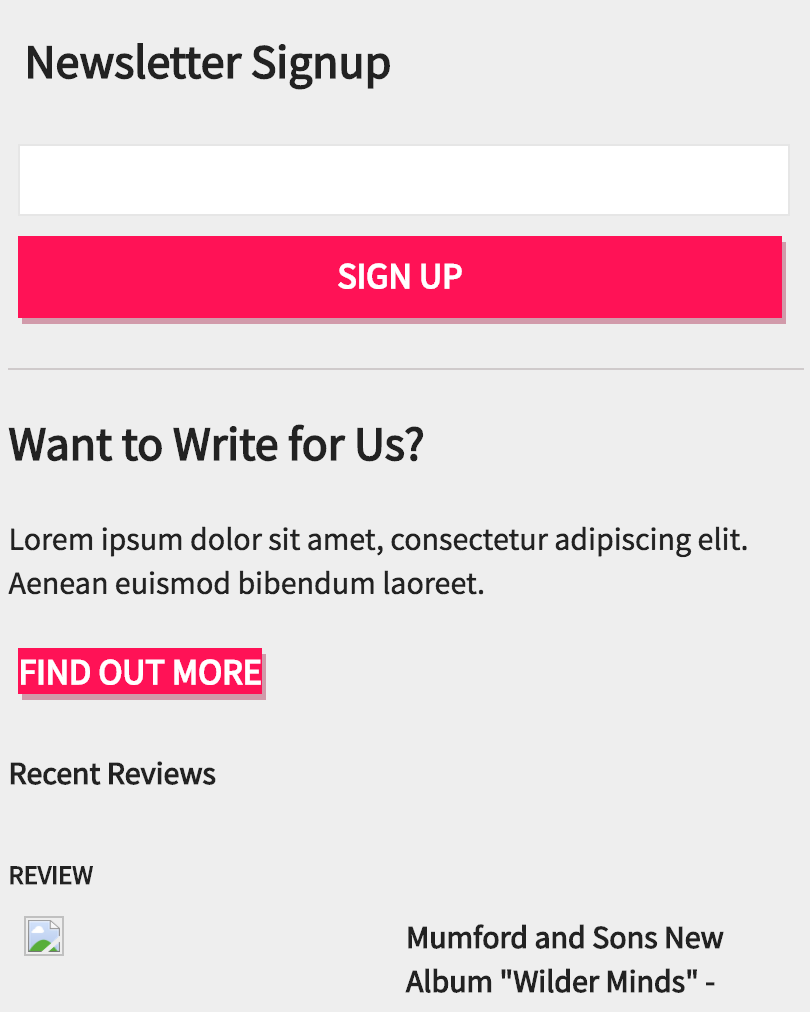 Newsletter Signup
SIGN UP
Want to Write for Us?
Lorem ipsum dolor sit amet, consectetur adipiscing elit.
Aenean euismod bibendum laoreet.
FIND OUT MORE
Recent Reviews
REVIEW
Mumford and Sons New
Album "Wilder Minds" -